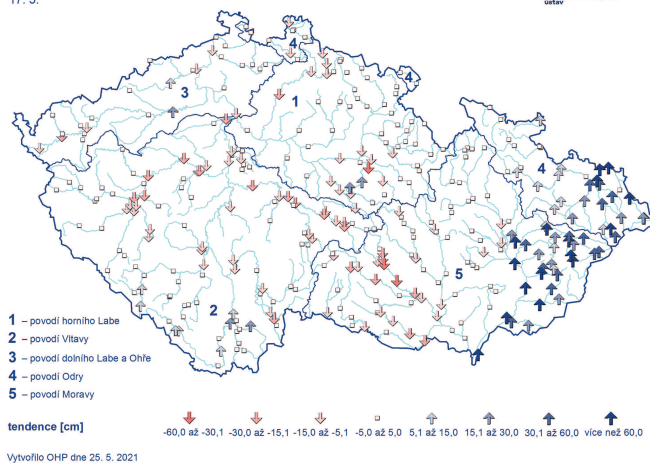 17. 5.
ústav
4
4
3
1
4
5
2
1 – povodí horního Labe
2 – povodí Vltavy
3 – povodí dolního Labe a Ohře
4 – povodí Odry
5 – povodí Moravy
tendence [cm]
-60,0 až -30,1 -30,0 až -15,1 -15,0 až -5,1 -5,0 až 5,0 5,1 až 15,0 15,1 až 30,0 30,1 až 60,0 více než 60,0
Vytvořilo OHP dne 25. 5. 2021